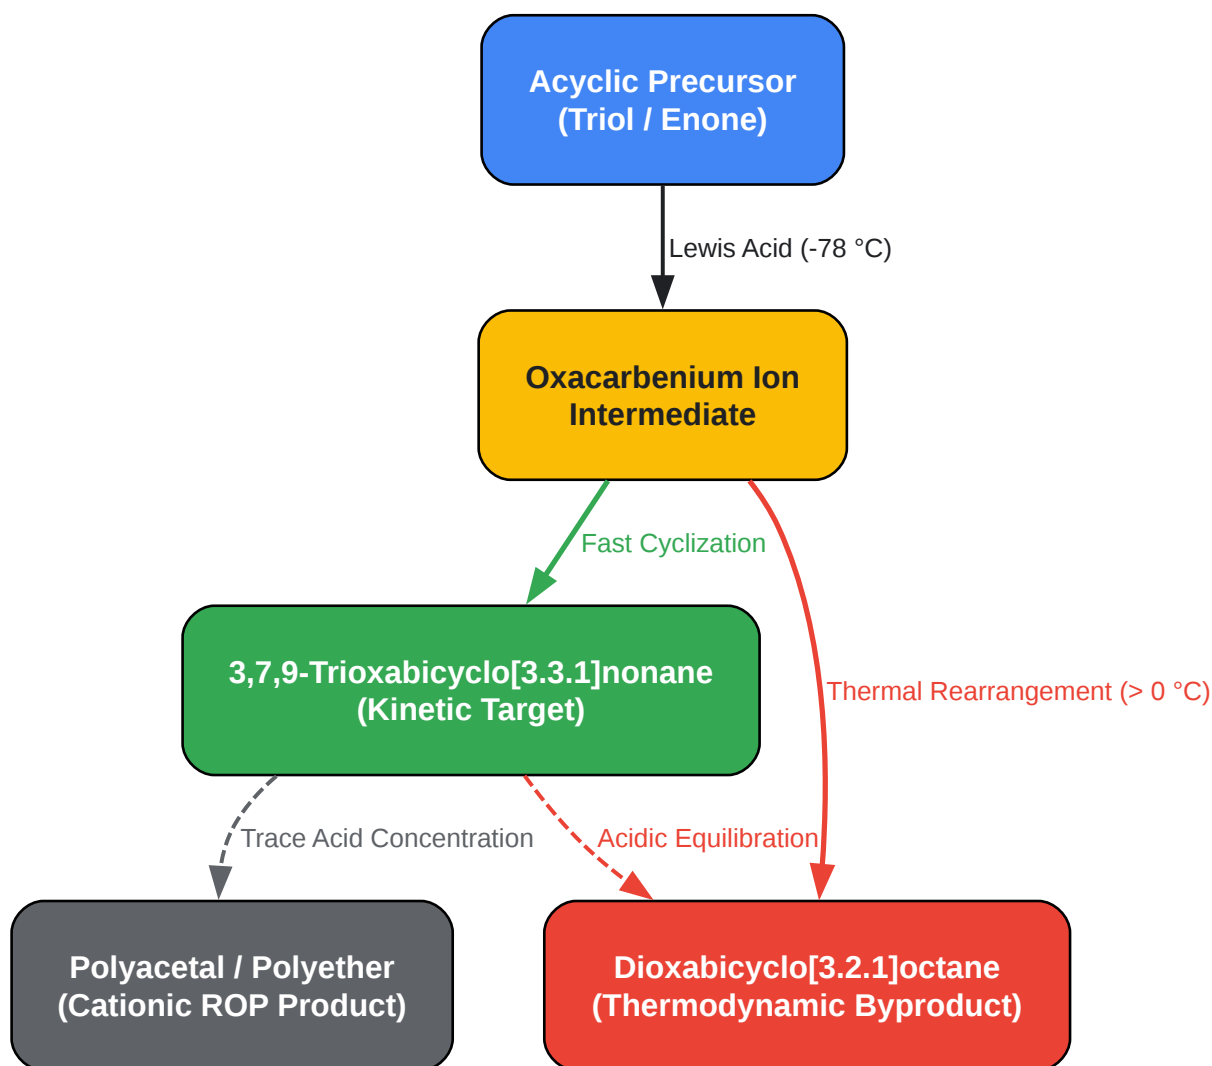 Acyclic Precursor
(Triol / Enone)
Lewis Acid (-78 °C)
Oxacarbenium Ion
Intermediate
Fast Cyclization
3,7,9-Trioxabicyclo[3.3.1]nonane
(Kinetic Target)
Thermal Rearrangement (> 0 °C)
Trace Acid Concentration
Acidic Equilibration
Polyacetal / Polyether
(Cationic ROP Product)
Dioxabicyclo[3.2.1]octane
(Thermodynamic Byproduct)